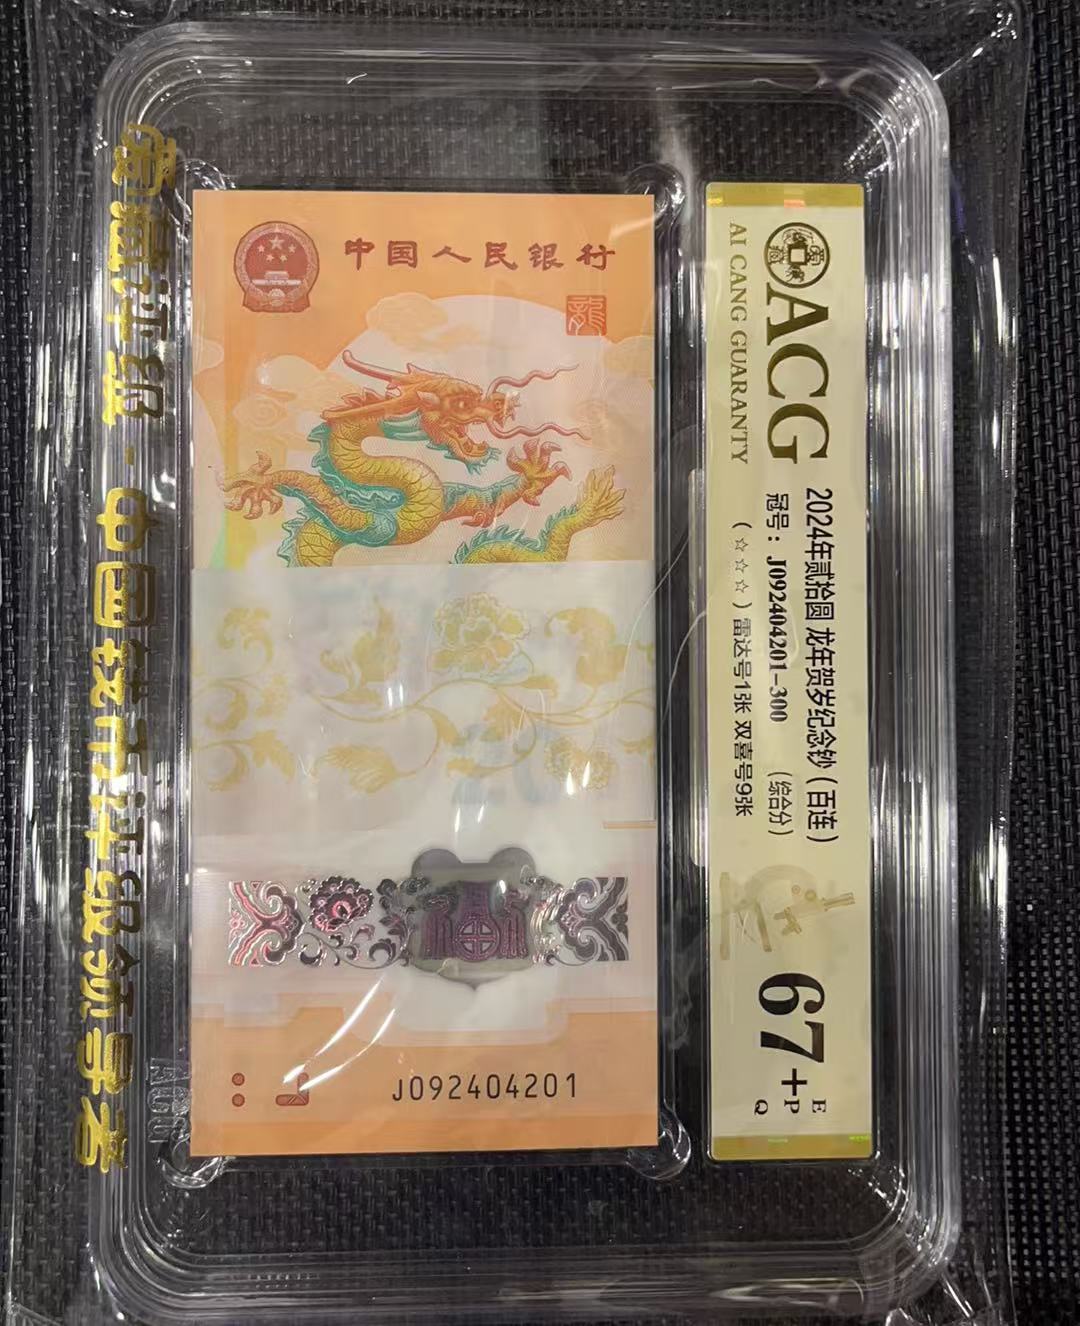 中国人民银行
龍
J092404201
ACG
AI CANG GUARANTY
2024年贰拾圆 龙年贺岁纪念钞（百连）
冠号：J092404201-300 （综合分）
（☆☆☆）雷达号1张 双喜号9张
67+
E
P
Q
爱藏评级·中国钱币评级领导者
ACG